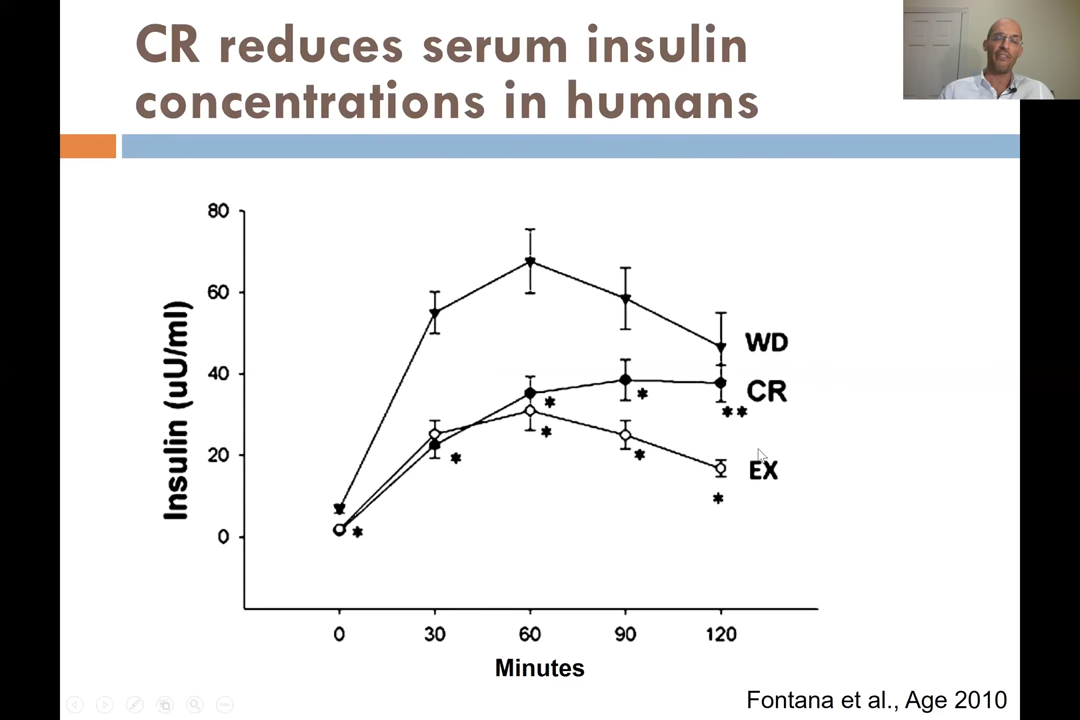 CR reduces serum insulin
concentrations in humans
80
60
40
20
0
Insulin (uU/ml)
WD
CR
EX
*
*
*
*
*
*
**
*
0 30 60 90 120
Minutes
Fontana et al., Age 2010